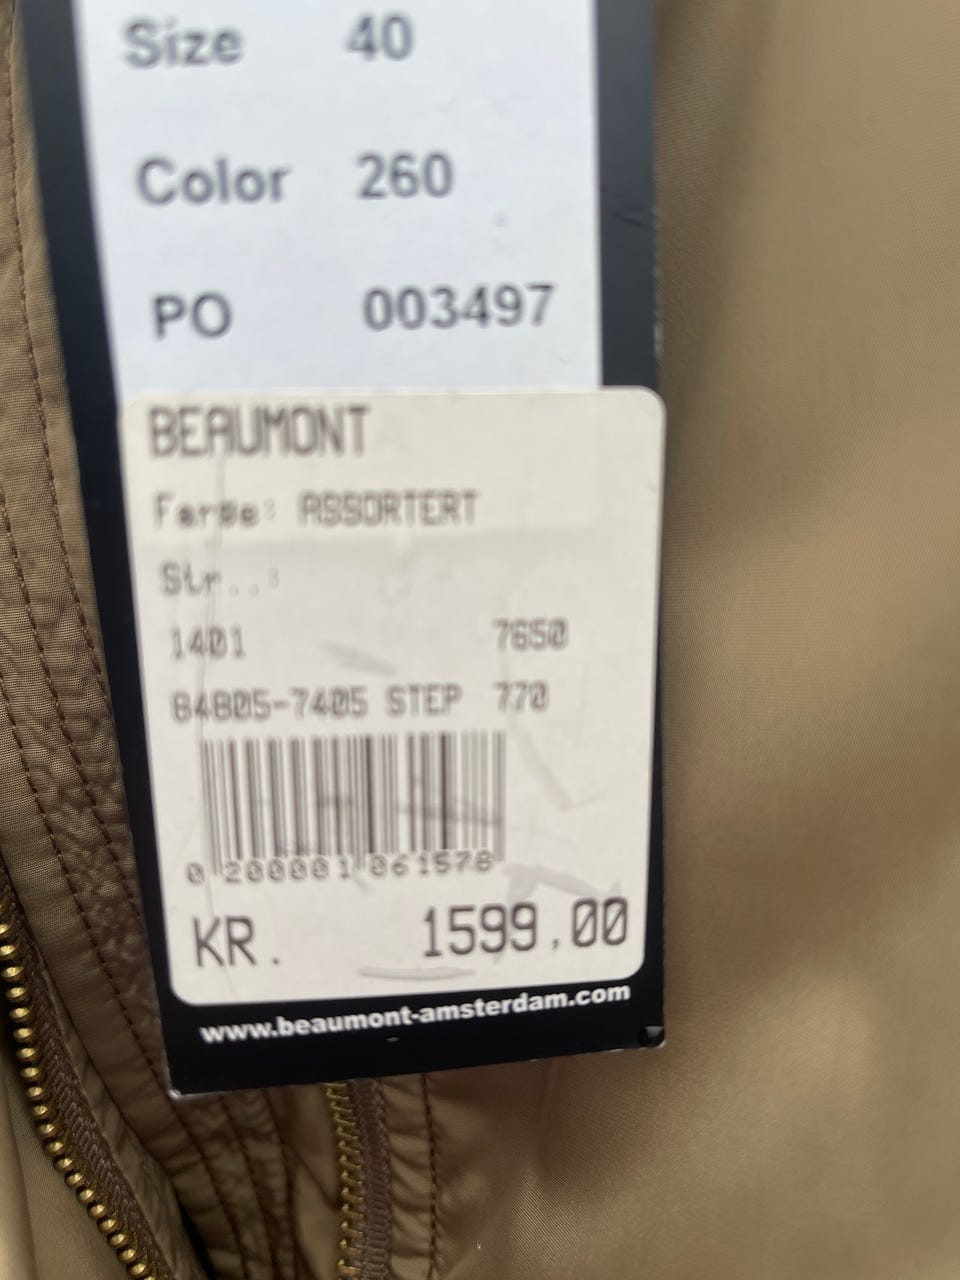 Size 40
Color 260
PO 003497
BEAUMONT
Farge: ASSORTERT
Str..:
1401 7650
84805-7405 STEP 770
0 200001 061578
KR. 1599,00
www.beaumont-amsterdam.com